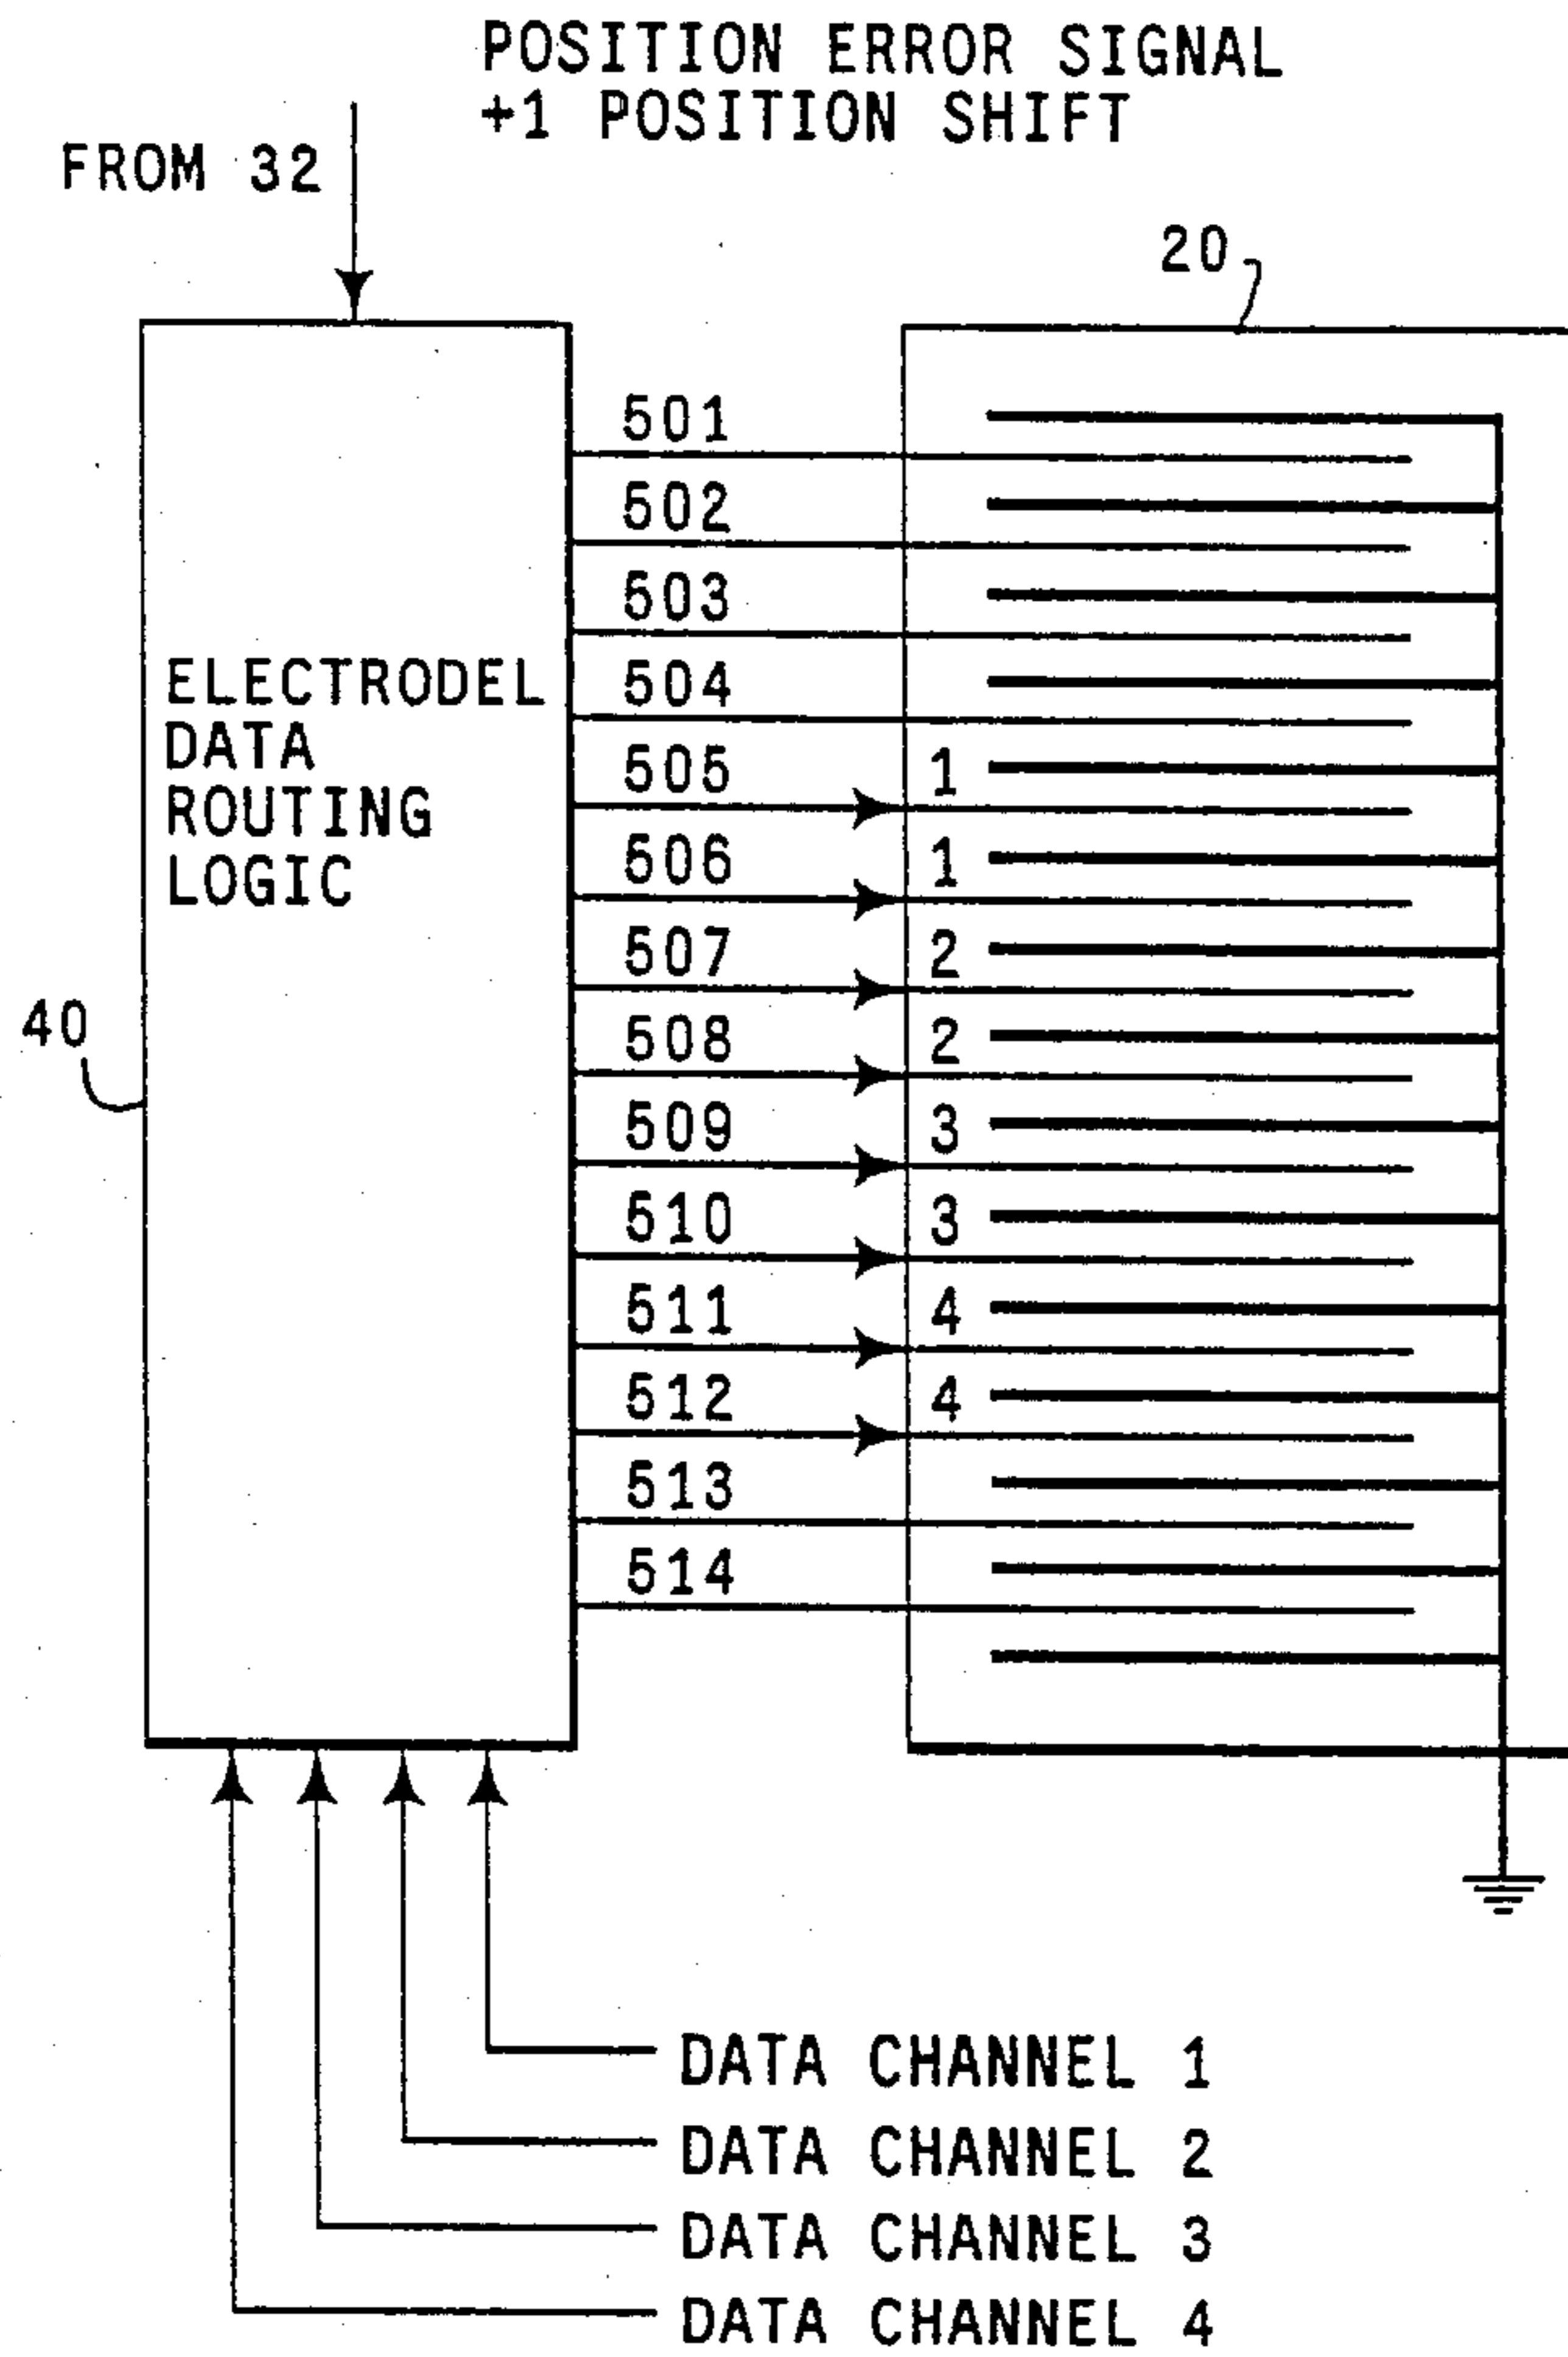 POSITION ERROR SIGNAL
+1 POSITION SHIFT
FROM 32
20
501
502
503
504
ELECTRODEL
DATA
ROUTING
LOGIC
505 1
506 1
507 2
40
508 2
509 3
510 3
511 4
512 4
513
514
DATA CHANNEL 1
DATA CHANNEL 2
DATA CHANNEL 3
DATA CHANNEL 4